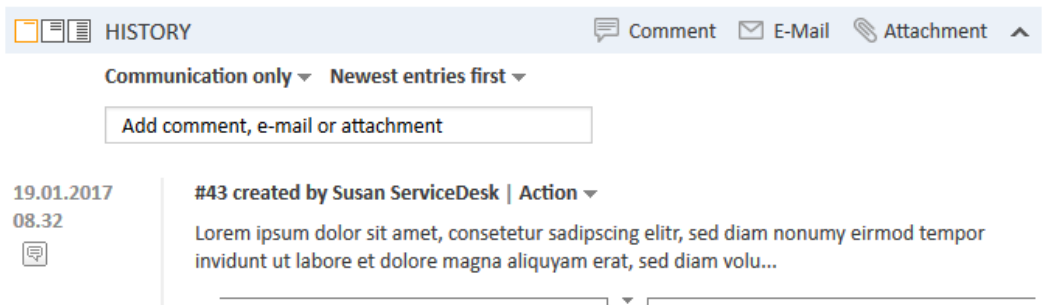 HISTORY Comment E-Mail Attachment
Communication only Newest entries first
Add comment, e-mail or attachment
19.01.2017 #43 created by Susan ServiceDesk | Action
08.32
Lorem ipsum dolor sit amet, consetetur sadipscing elitr, sed diam nonumy eirmod tempor
invidunt ut labore et dolore magna aliquyam erat, sed diam volu...